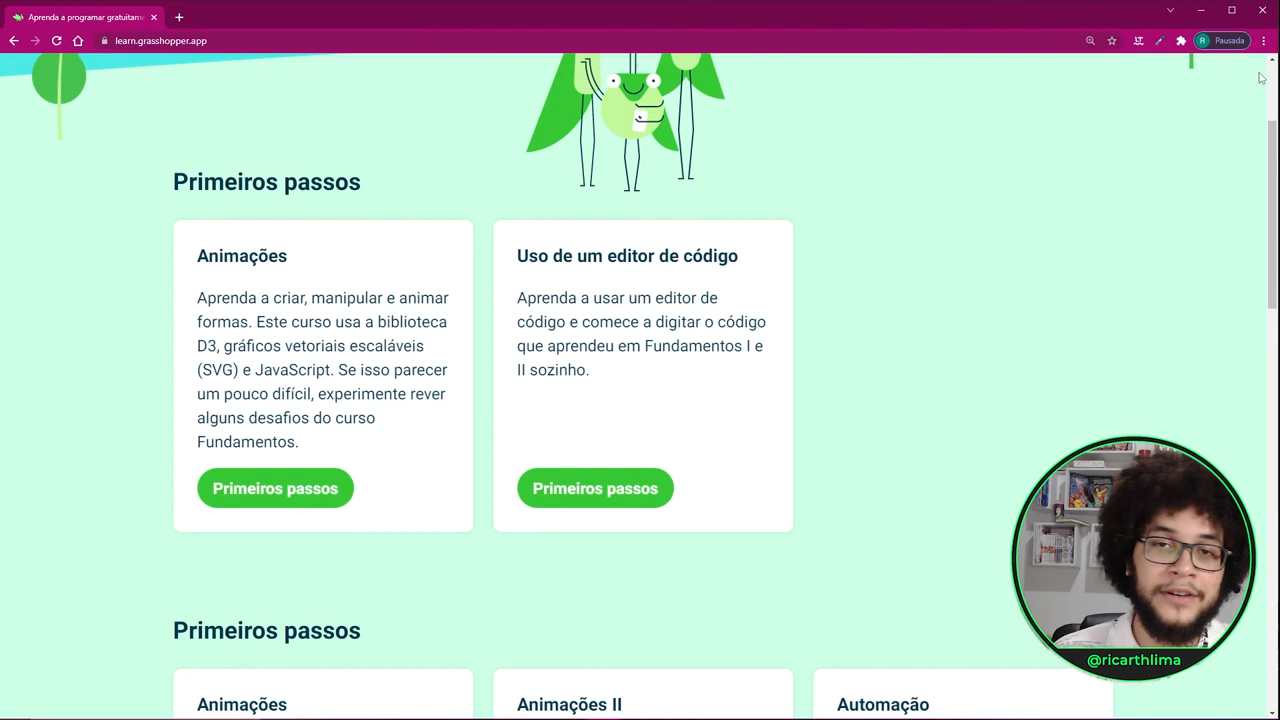 Aprenda a programar gratuitame
learn.grasshopper.app
R Pausada
Primeiros passos
Animações
Aprenda a criar, manipular e animar
formas. Este curso usa a biblioteca
D3, gráficos vetoriais escaláveis
(SVG) e JavaScript. Se isso parecer
um pouco difícil, experimente rever
alguns desafios do curso
Fundamentos.
Primeiros passos
Uso de um editor de código
Aprenda a usar um editor de
código e comece a digitar o código
que aprendeu em Fundamentos I e
II sozinho.
Primeiros passos
@ricarthlima
Primeiros passos
Animações
Animações II
Automação